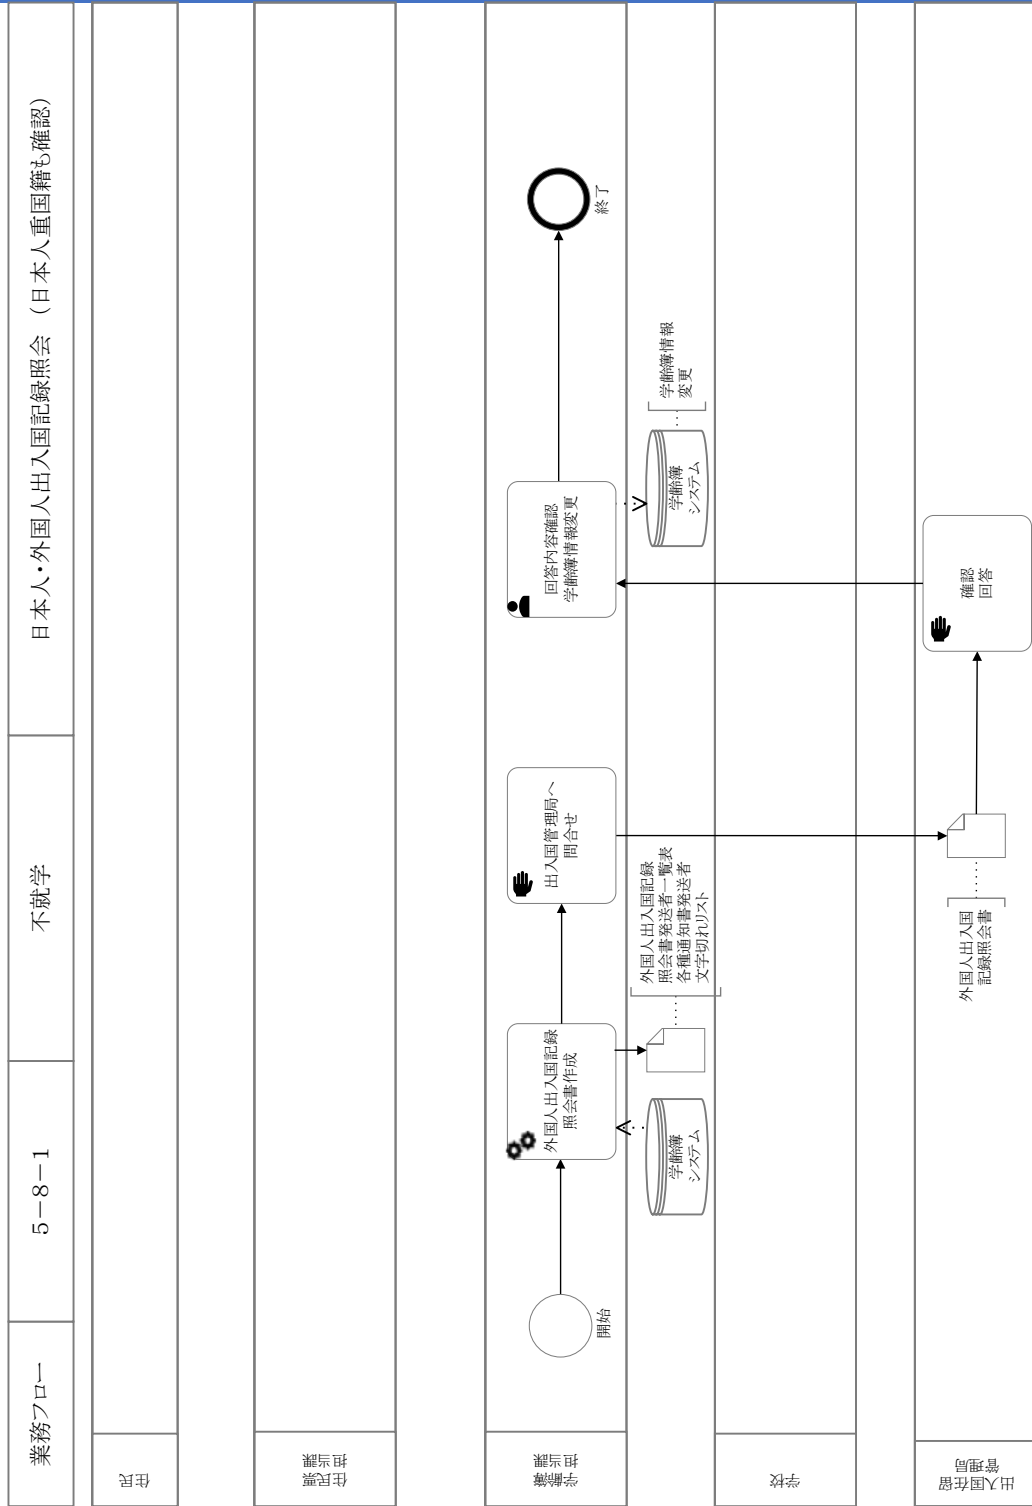 業務フロー
5－8－1
不就学
日本人・外国人出入国記録照会（日本人重国籍も確認）
住民
住民票
担当課
学齢簿
担当課
開始
外国人出入国記録
照会書作成
出入国管理局へ
問合せ
回答内容確認
学齢簿情報変更
終了
学齢簿
システム
外国人出入国記録
照会書発送者一覧表
各種通知書発送者
文字切れリスト
学齢簿
システム
学齢簿情報
変更
学校
出入国在留
管理局
外国人出入国
記録照会書
確認
回答